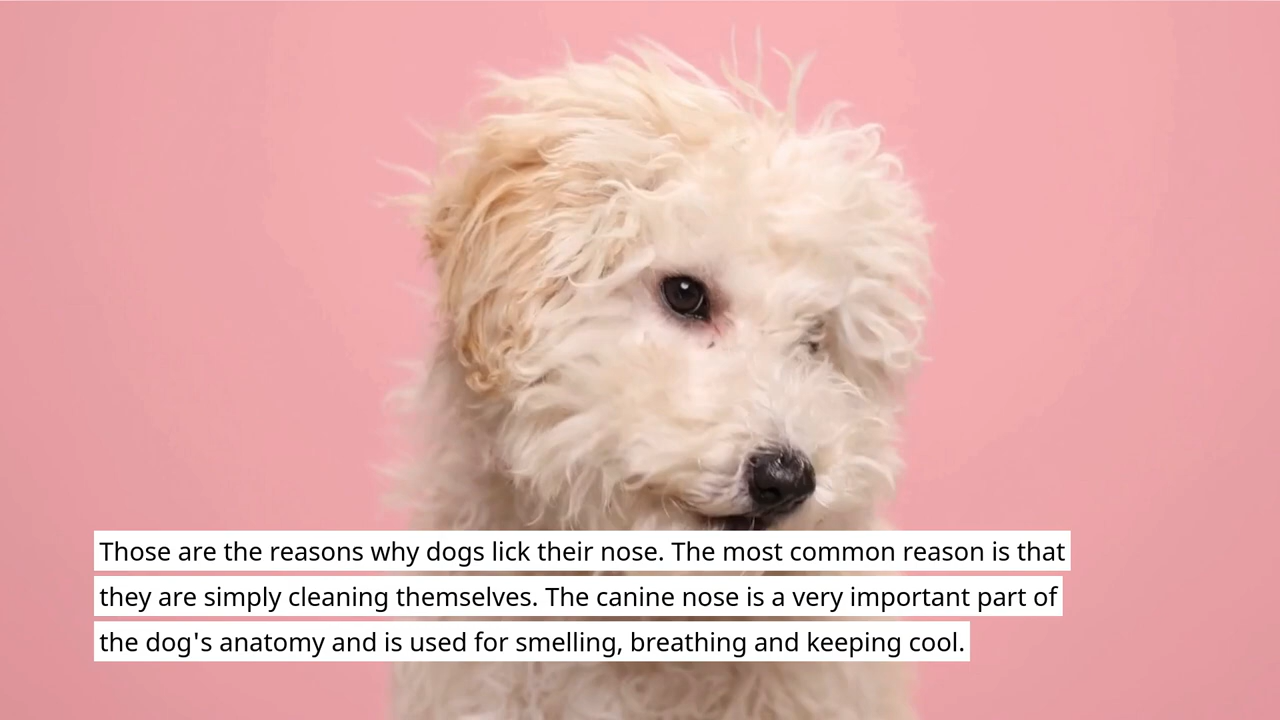 Those are the reasons why dogs lick their nose. The most common reason is that
they are simply cleaning themselves. The canine nose is a very important part of
the dog's anatomy and is used for smelling, breathing and keeping cool.